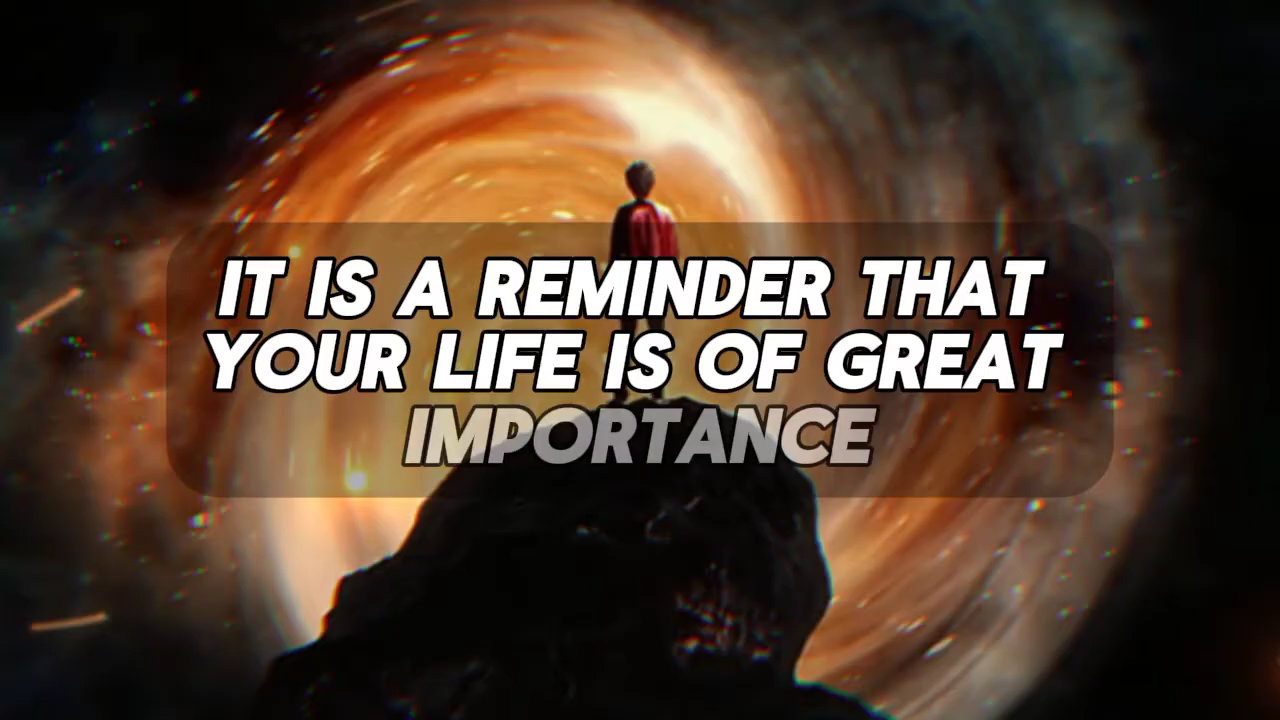 IT IS A REMINDER THAT
YOUR LIFE IS OF GREAT
IMPORTANCE